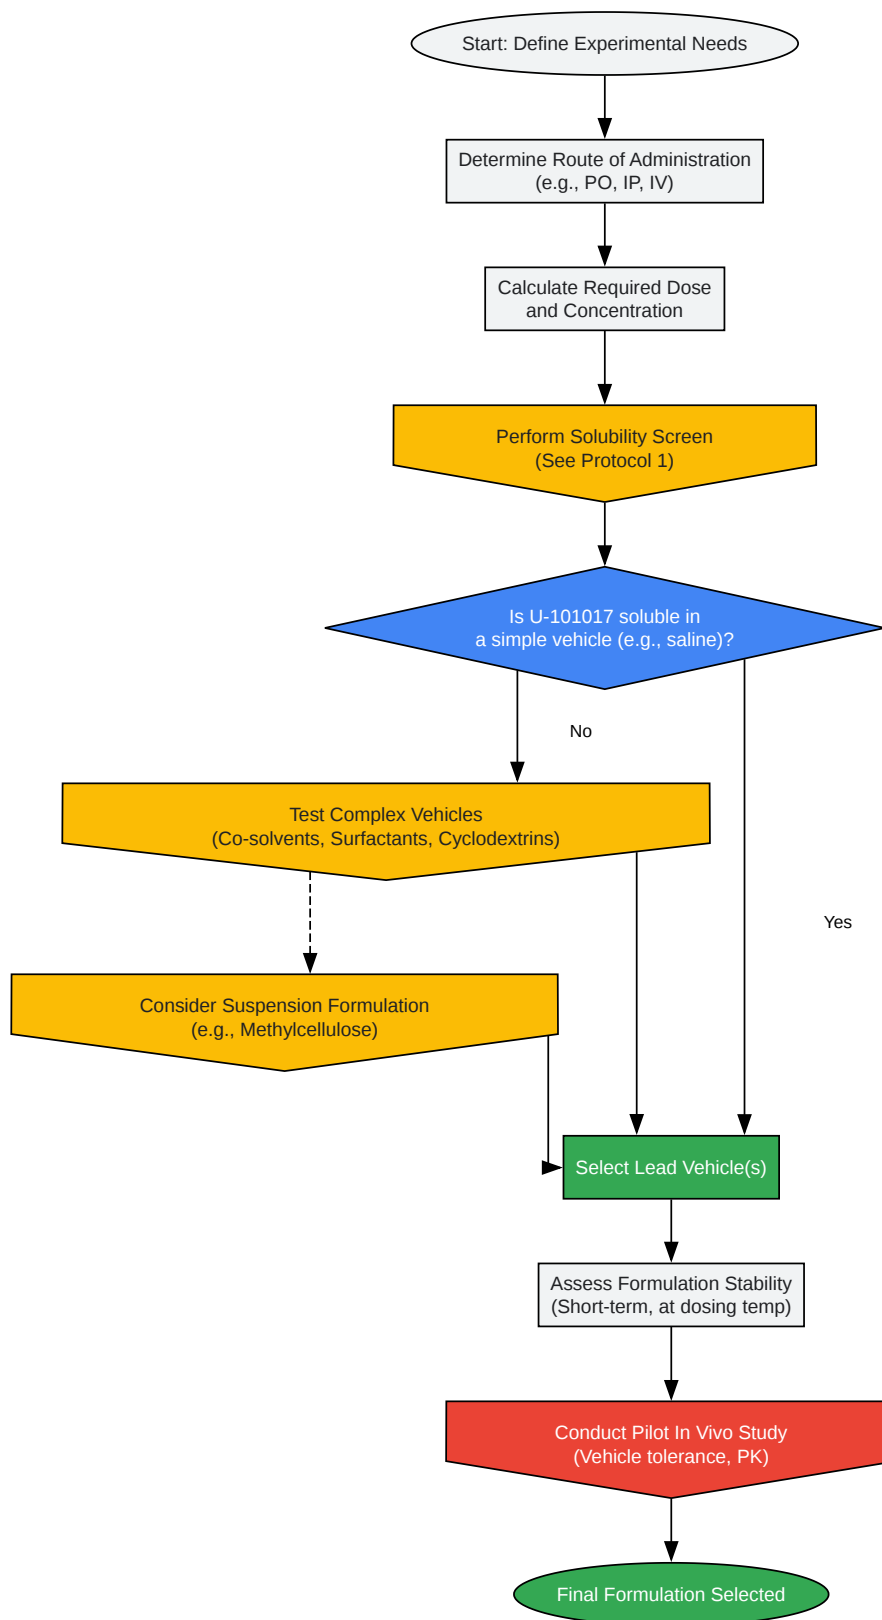 Start: Define Experimental Needs
Determine Route of Administration
(e.g., PO, IP, IV)
Calculate Required Dose
and Concentration
Perform Solubility Screen
(See Protocol 1)
Is U-101017 soluble in
a simple vehicle (e.g., saline)?
No
Test Complex Vehicles
(Co-solvents, Surfactants, Cyclodextrins)
Yes
Consider Suspension Formulation
(e.g., Methylcellulose)
Select Lead Vehicle(s)
Assess Formulation Stability
(Short-term, at dosing temp)
Conduct Pilot In Vivo Study
(Vehicle tolerance, PK)
Final Formulation Selected